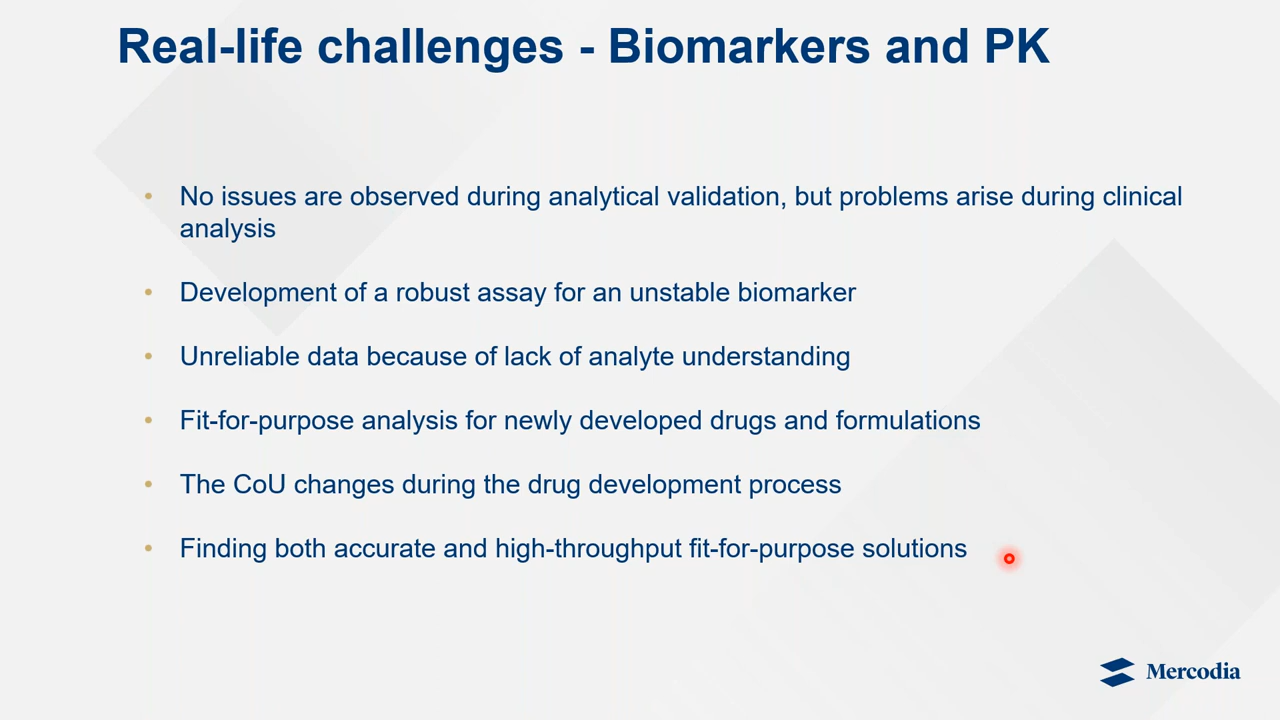 Real-life challenges - Biomarkers and PK
• No issues are observed during analytical validation, but problems arise during clinical
analysis
• Development of a robust assay for an unstable biomarker
• Unreliable data because of lack of analyte understanding
• Fit-for-purpose analysis for newly developed drugs and formulations
• The CoU changes during the drug development process
• Finding both accurate and high-throughput fit-for-purpose solutions
Mercodia